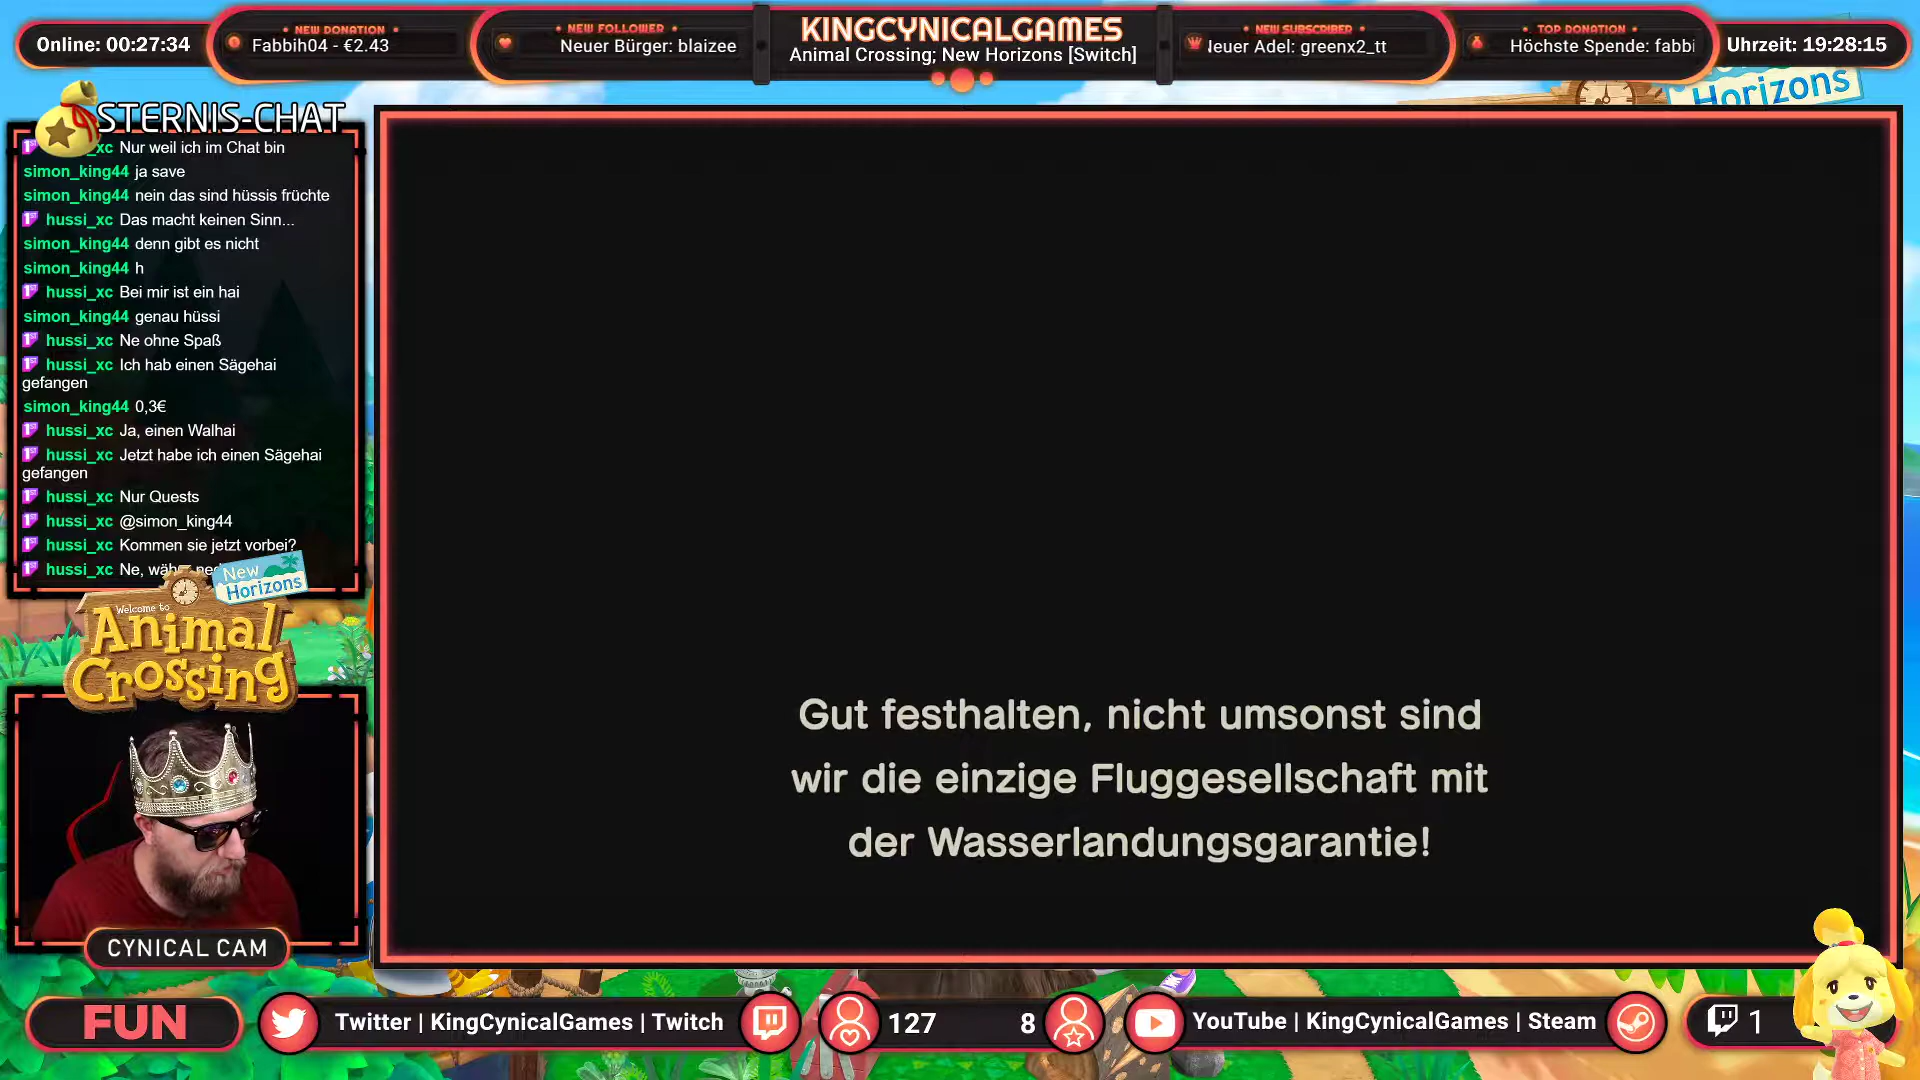 Online: 00:27:34
NEW DONATION
Fabbih04 - €2.43
NEW FOLLOWER
Neuer Bürger: blaizee
KINGCYNICALGAMES
Animal Crossing; New Horizons [Switch]
NEW SUBSCRIBER
Neuer Adel: greenx2_tt
TOP DONATION
Höchste Spende: fabbi
Uhrzeit: 19:28:15
Horizons
STERNIS-CHAT
xc Nur weil ich im Chat bin
simon_king44 ja save
simon_king44 nein das sind hüssis früchte
hussi_xc Das macht keinen Sinn...
simon_king44 denn gibt es nicht
simon_king44 h
hussi_xc Bei mir ist ein hai
simon_king44 genau hüssi
hussi_xc Ne ohne Spaß
hussi_xc Ich hab einen Sägehai
gefangen
simon_king44 0,3€
hussi_xc Ja, einen Walhai
hussi_xc Jetzt habe ich einen Sägehai
gefangen
hussi_xc Nur Quests
hussi_xc @simon_king44
hussi_xc Kommen sie jetzt vorbei?
hussi_xc Ne,
New
Horizons
Welcome to
Animal
Crossing
Gut festhalten, nicht umsonst sind
wir die einzige Fluggesellschaft mit
der Wasserlandungsgarantie!
CYNICAL CAM
FUN
Twitter | KingCynicalGames | Twitch
127
8
YouTube | KingCynicalGames | Steam
1